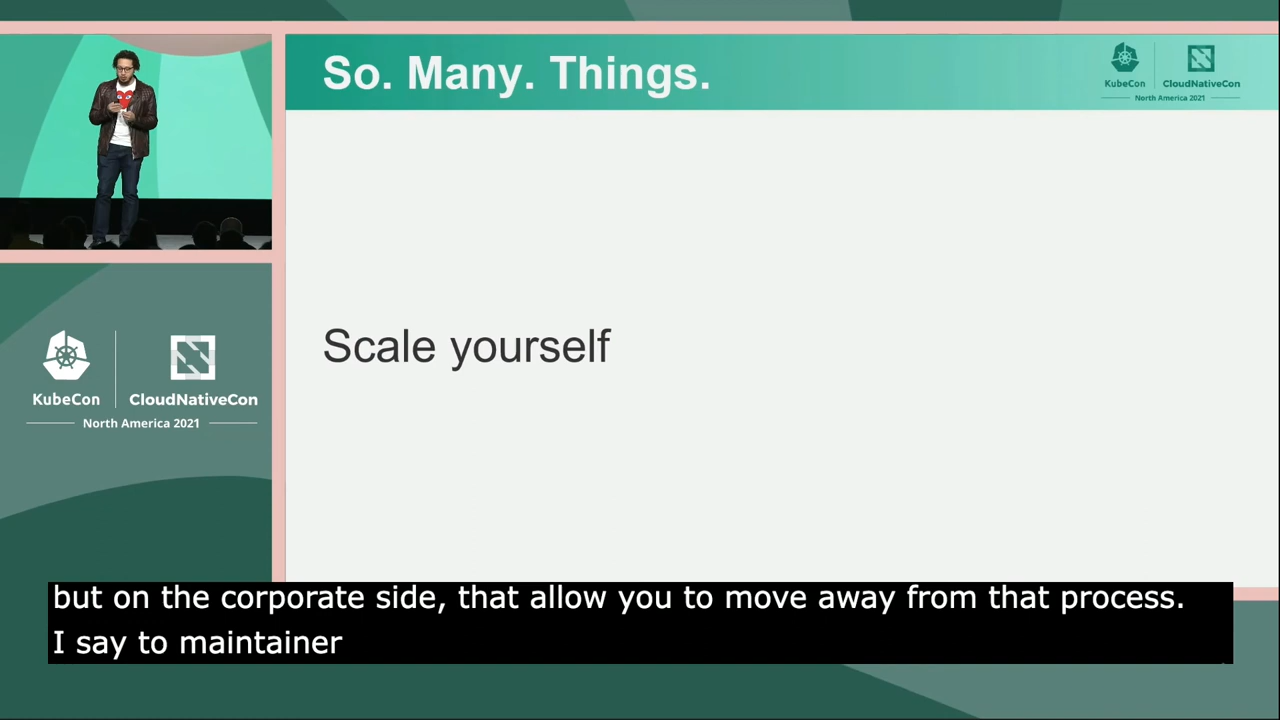 So. Many. Things.
KubeCon
CloudNativeCon
North America 2021
Scale yourself
KubeCon
CloudNativeCon
North America 2021
but on the corporate side, that allow you to move away from that process.
I say to maintainer